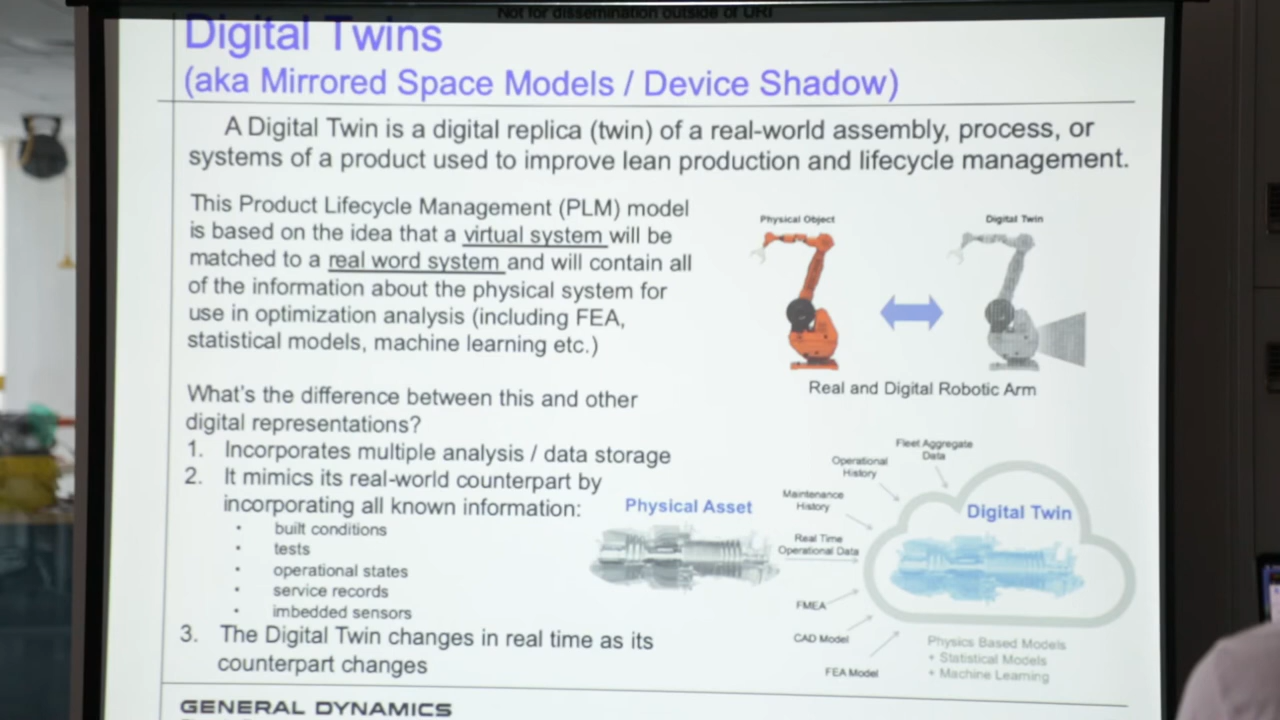 Not for dissemination outside of URI
Digital Twins
(aka Mirrored Space Models / Device Shadow)
A Digital Twin is a digital replica (twin) of a real-world assembly, process, or
systems of a product used to improve lean production and lifecycle management.
This Product Lifecycle Management (PLM) model
is based on the idea that a virtual system will be
matched to a real word system and will contain all
of the information about the physical system for
use in optimization analysis (including FEA,
statistical models, machine learning etc.)
Physical Object
Digital Twin
Real and Digital Robotic Arm
What's the difference between this and other
digital representations?
1. Incorporates multiple analysis / data storage
2. It mimics its real-world counterpart by
incorporating all known information:
• built conditions
• tests
• operational states
• service records
• imbedded sensors
3. The Digital Twin changes in real time as its
counterpart changes
Physical Asset
Fleet Aggregate
Data
Operational
History
Maintenance
History
Real Time
Operational Data
FMEA
CAD Model
FEA Model
Digital Twin
Physics Based Models
+ Statistical Models
+ Machine Learning
GENERAL DYNAMICS